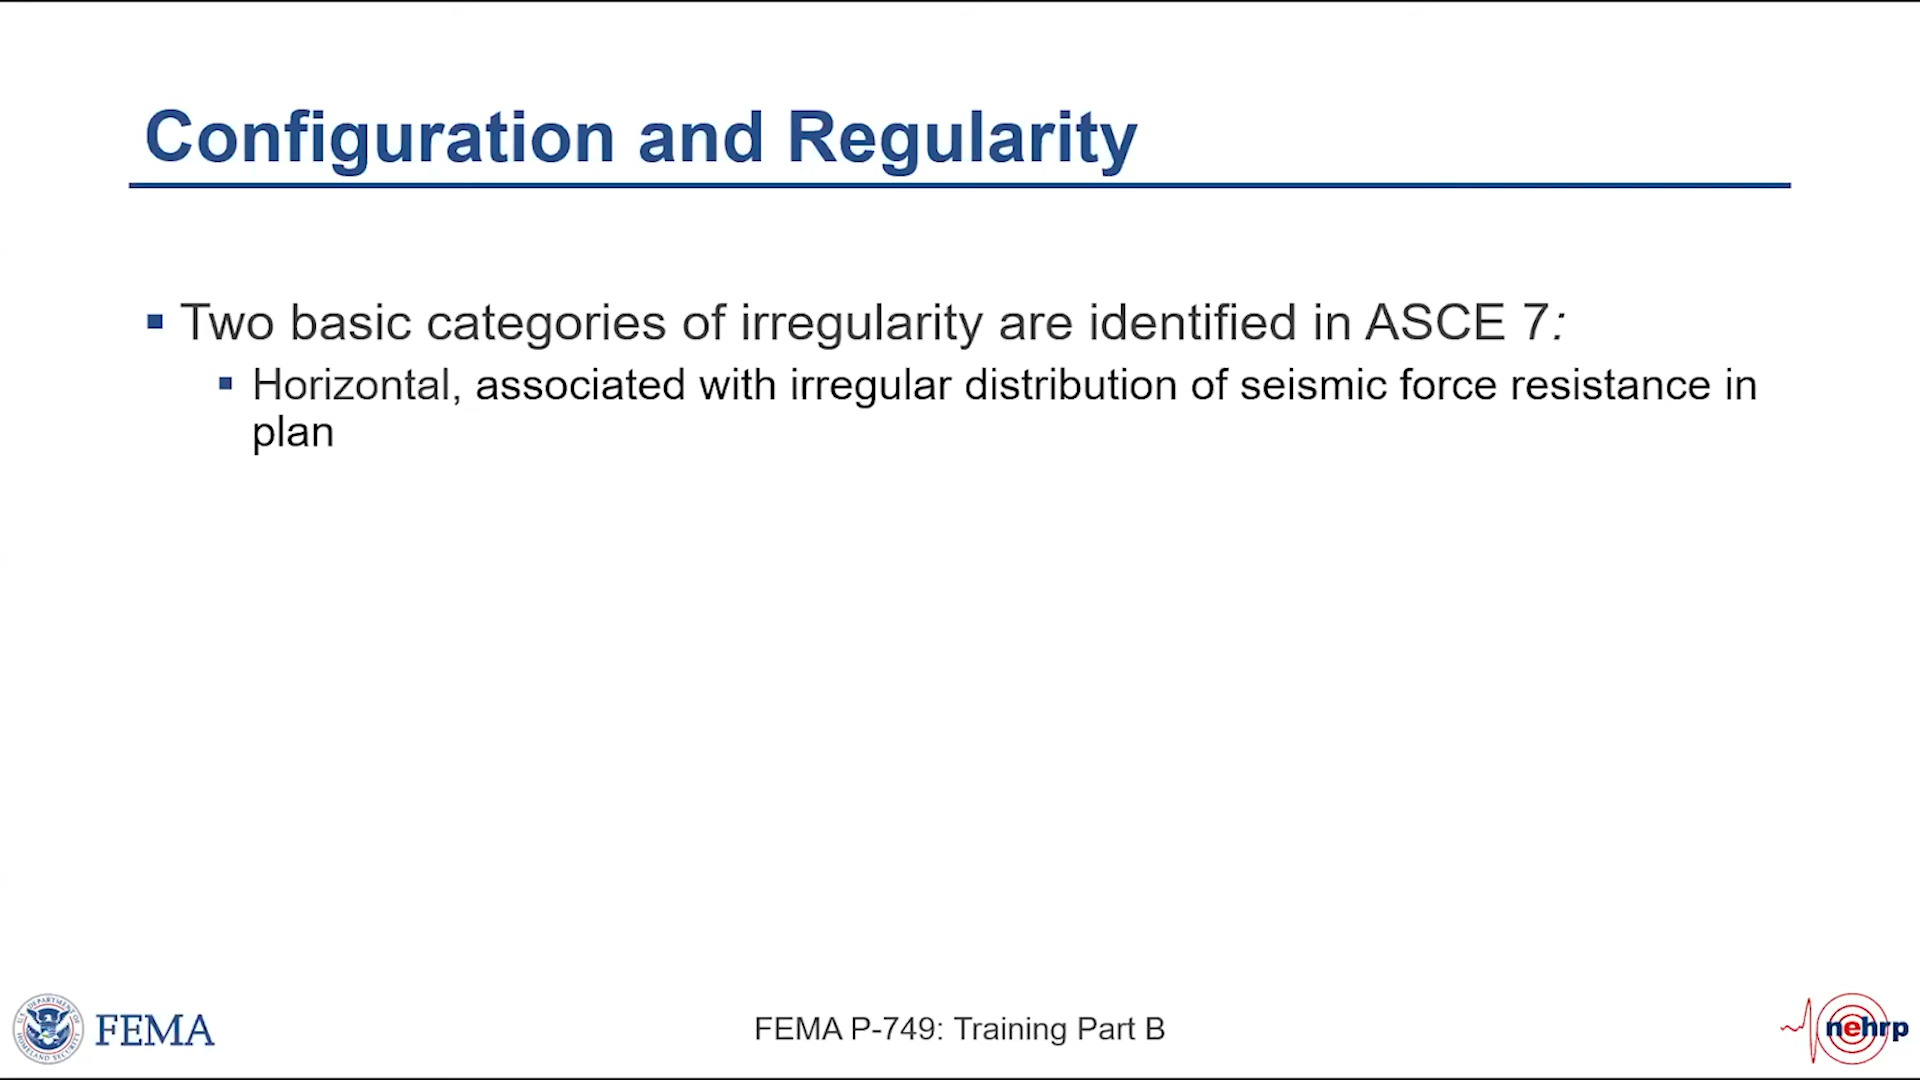 Configuration and Regularity
Two basic categories of irregularity are identified in ASCE 7:
Horizontal, associated with irregular distribution of seismic force resistance in
plan
FEMA
FEMA P-749: Training Part B
nehrp